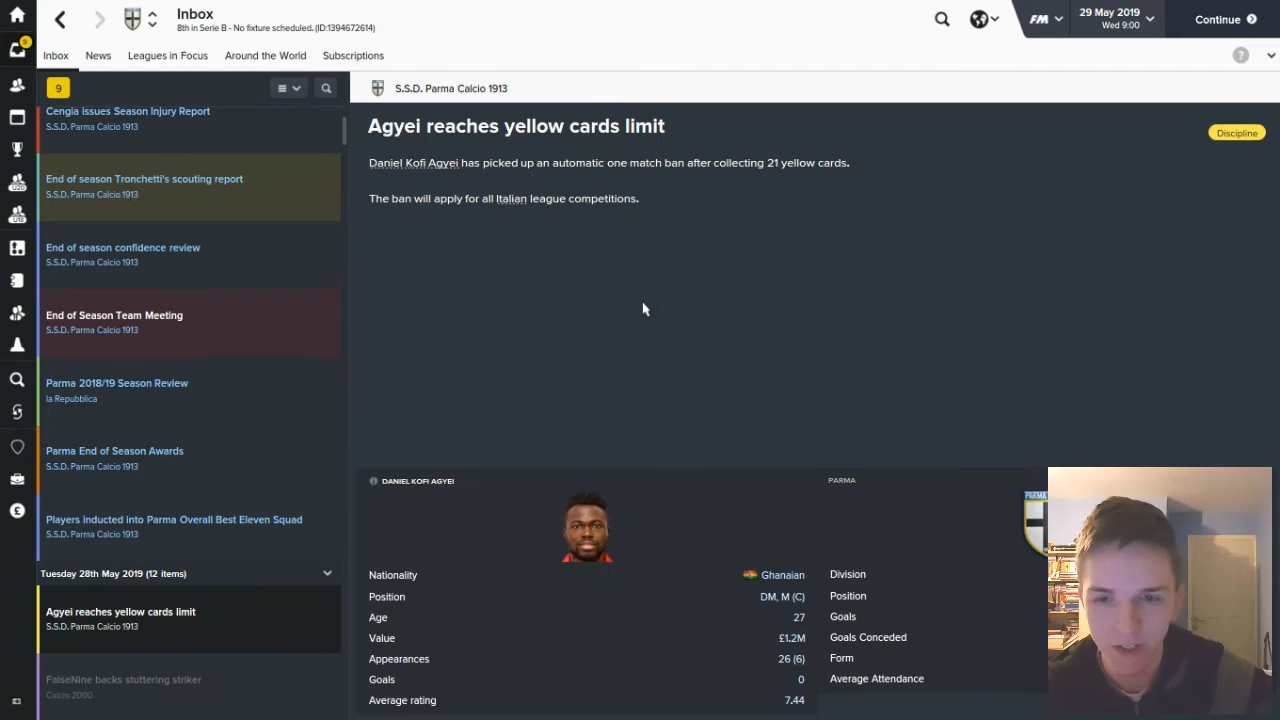 Inbox
8th in Serie B - No fixture scheduled. (ID:1394672614)
FM
29 May 2019
Wed 9:00
Continue
Inbox
News
Leagues in Focus
Around the World
Subscriptions
9
S.S.D. Parma Calcio 1913
Cengia issues Season Injury Report
S.S.D. Parma Calcio 1913
End of season Tronchetti's scouting report
S.S.D. Parma Calcio 1913
End of season confidence review
S.S.D. Parma Calcio 1913
End of Season Team Meeting
S.S.D. Parma Calcio 1913
Parma 2018/19 Season Review
la Repubblica
Parma End of Season Awards
S.S.D. Parma Calcio 1913
Players inducted into Parma Overall Best Eleven Squad
S.S.D. Parma Calcio 1913
Tuesday 28th May 2019 (12 items)
Agyei reaches yellow cards limit
S.S.D. Parma Calcio 1913
FalseNine backs stuttering striker
Calcio 2000
Agyei reaches yellow cards limit
Discipline
Daniel Kofi Agyei has picked up an automatic one match ban after collecting 21 yellow cards.
The ban will apply for all Italian league competitions.
DANIEL KOFI AGYEI
Nationality Ghanaian
Position DM, M (C)
Age 27
Value £1.2M
Appearances 26 (6)
Goals 0
Average rating 7.44
PARMA
Division
Position
Goals
Goals Conceded
Form
Average Attendance